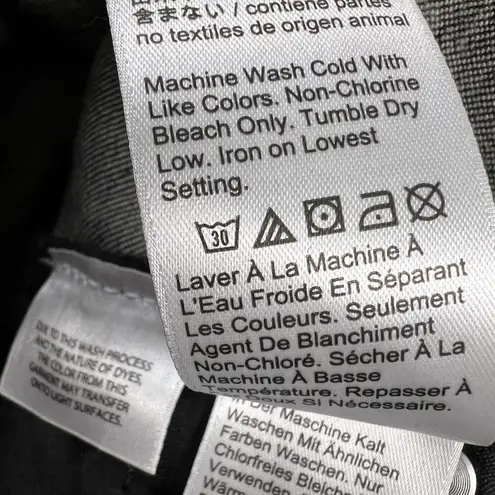 含まない / contiene partes
no textiles de origen animal
Machine Wash Cold With
Like Colors. Non-Chlorine
Bleach Only. Tumble Dry
Low. Iron on Lowest
Setting.
30
Laver À La Machine À
L'Eau Froide En Séparant
Les Couleurs. Seulement
Agent De Blanchiment
Non-Chloré. Sécher À La
Machine À Basse
Température. Repasser À
Si Nécessaire.
DUE TO THIS WASH PROCESS
AND THE NATURE OF DYES,
THE COLOR FROM THIS
GARMENT MAY TRANSFER
ONTO LIGHT SURFACES.
Der Maschine Kalt
Waschen Mit Ähnlichen
Farben Waschen. Nur
Chlorfreies Bleichen
Verwenden.